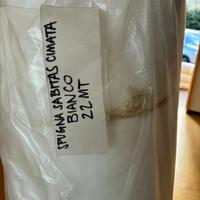 SPUGNA SABITAS CIMATA
BIANCO
22 MT